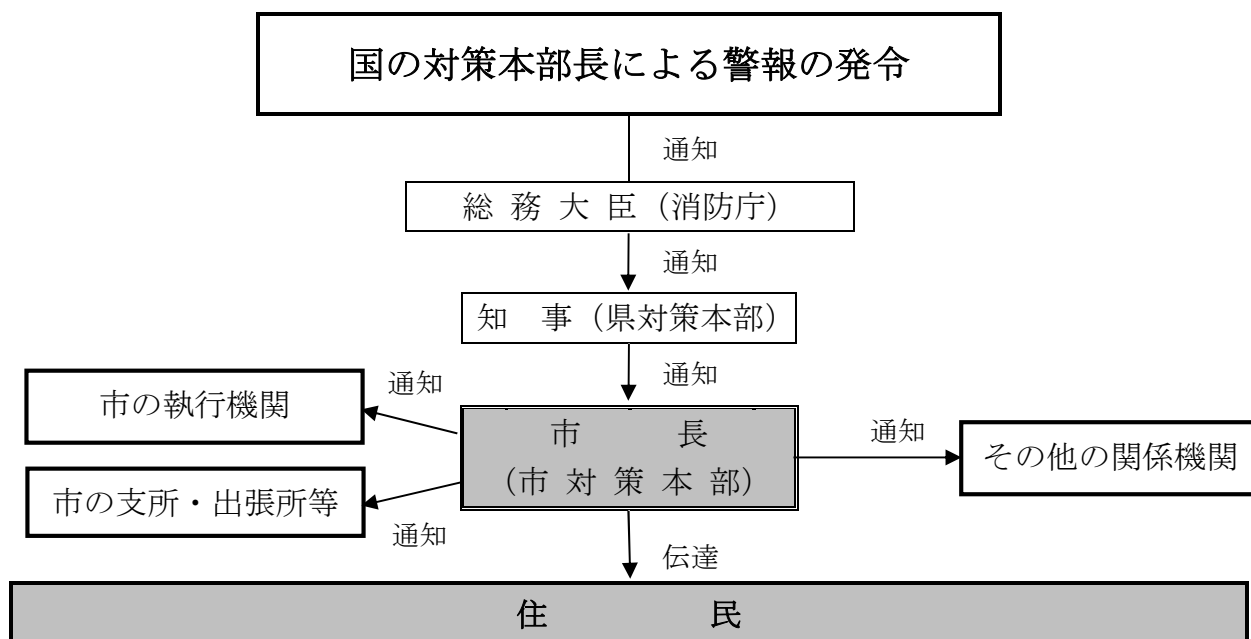 国の対策本部長による警報の発令
通知
総 務 大 臣（消防庁）
通知
知　事（県対策本部）
通知
通知
市の執行機関
市　　長
（市 対 策 本 部）
通知
その他の関係機関
市の支所・出張所等
通知
伝達
住　　　　民